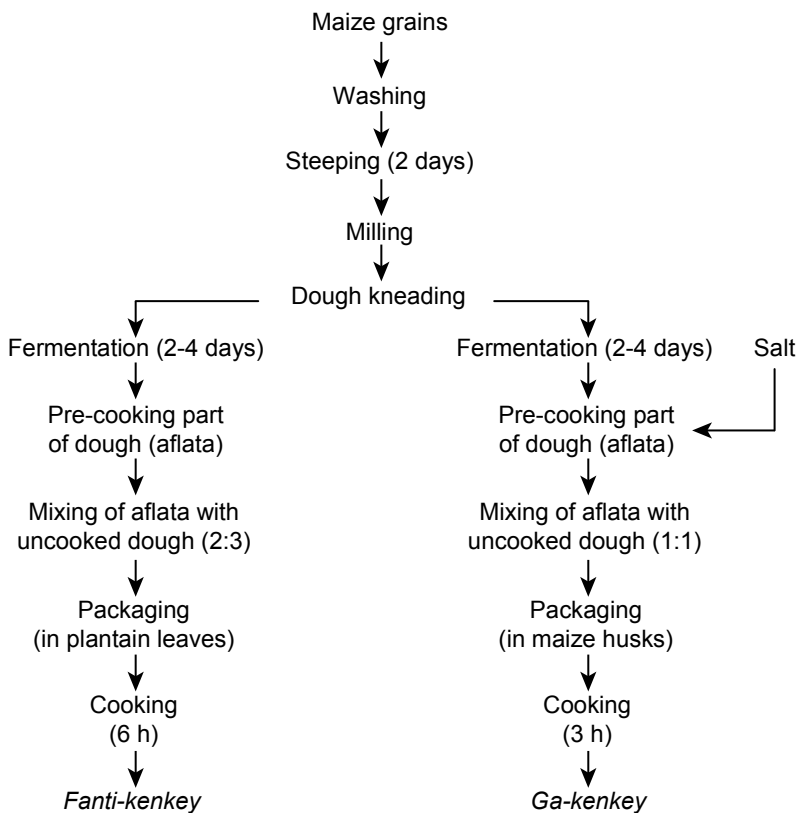 Maize grains
Washing
Steeping (2 days)
Milling
Dough kneading
Fermentation (2-4 days)
Pre-cooking part
of dough (aflata)
Mixing of aflata with
uncooked dough (2:3)
Packaging
(in plantain leaves)
Cooking
(6 h)
Fanti-kenkey
Fermentation (2-4 days)
Salt
Pre-cooking part
of dough (aflata)
Mixing of aflata with
uncooked dough (1:1)
Packaging
(in maize husks)
Cooking
(3 h)
Ga-kenkey